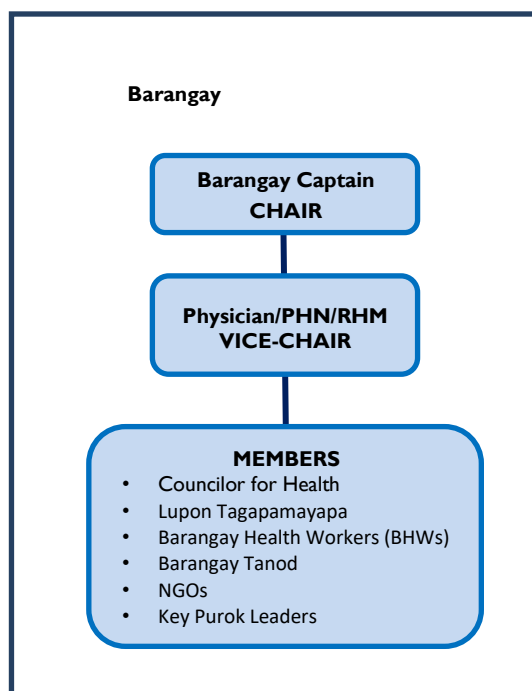 Barangay
Barangay Captain
CHAIR
Physician/PHN/RHM
VICE-CHAIR
MEMBERS
• Councilor for Health
• Lupon Tagapamayapa
• Barangay Health Workers (BHWs)
• Barangay Tanod
• NGOs
• Key Purok Leaders